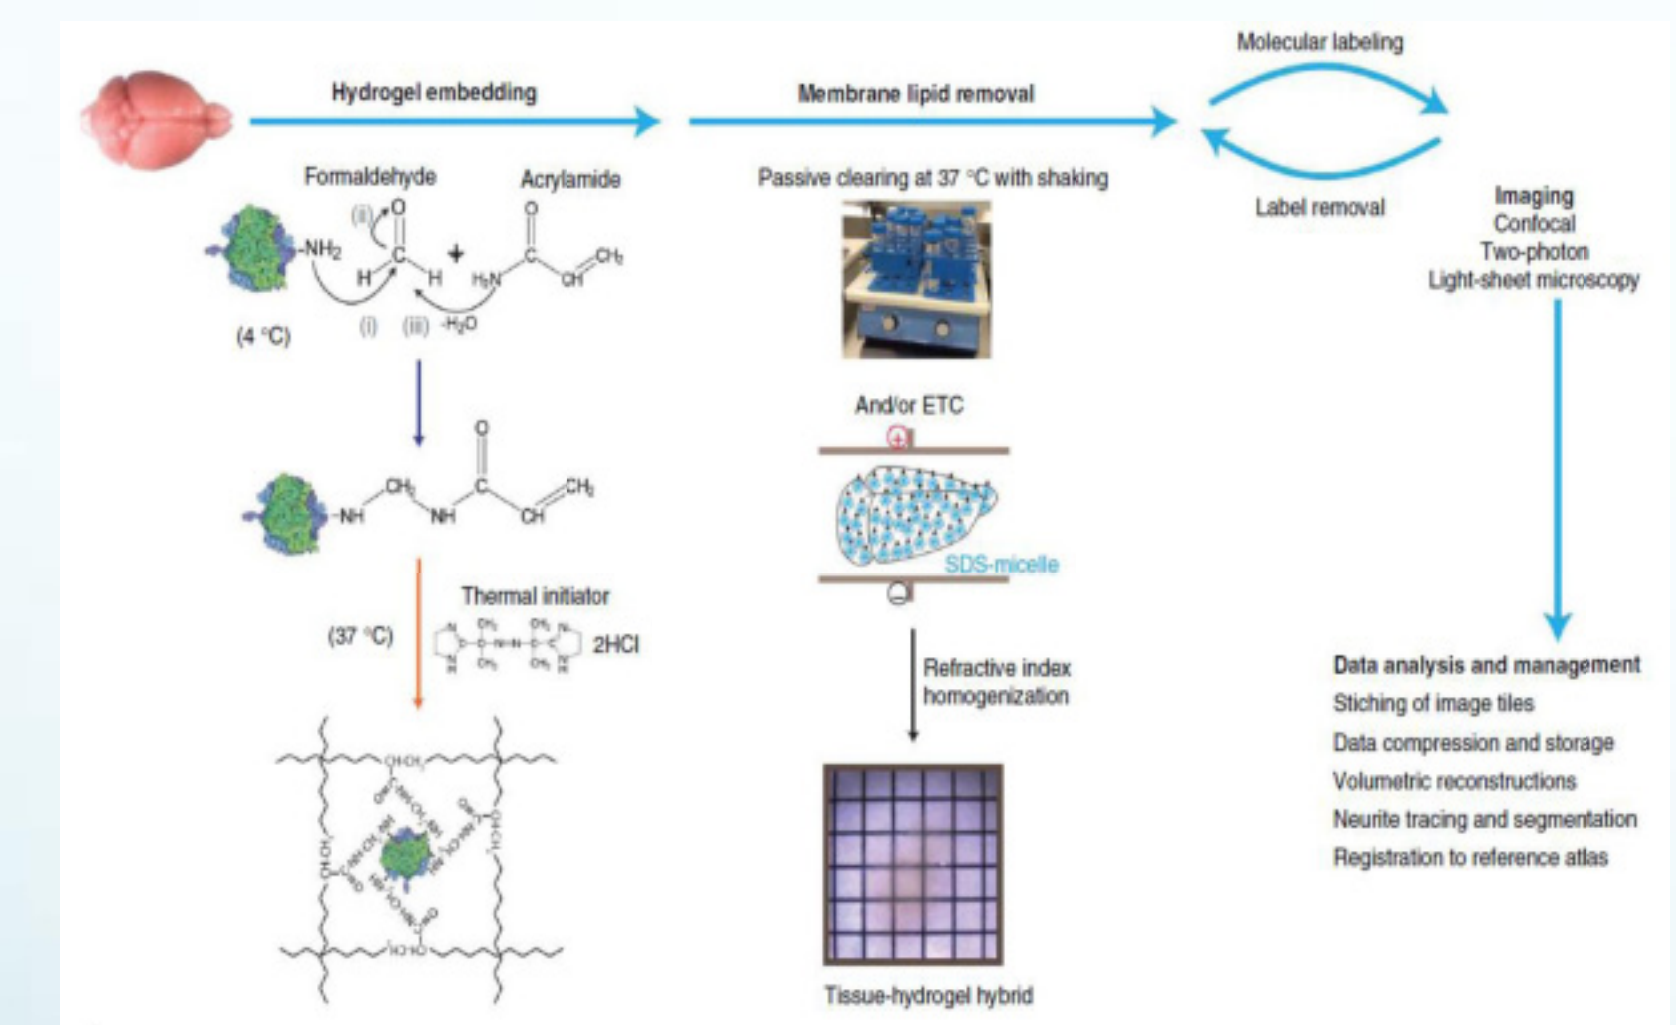 Hydrogel embedding
Formaldehyde
Acrylamide
(ii)
O
O
-NH₂
C
H
H
+
H₂N
C
CH
CH₂
(4 °C)
(i)
(iii)
-H₂O
O
-NH
CH₂
NH
C
CH
CH₂
(37 °C)
Thermal initiator
2HCl
Membrane lipid removal
Passive clearing at 37 °C with shaking
And/or ETC
+
SDS-micelle
−
Refractive index
homogenization
Tissue-hydrogel hybrid
Molecular labeling
Label removal
Imaging
Confocal
Two-photon
Light-sheet microscopy
Data analysis and management
Stiching of image tiles
Data compression and storage
Volumetric reconstructions
Neurite tracing and segmentation
Registration to reference atlas